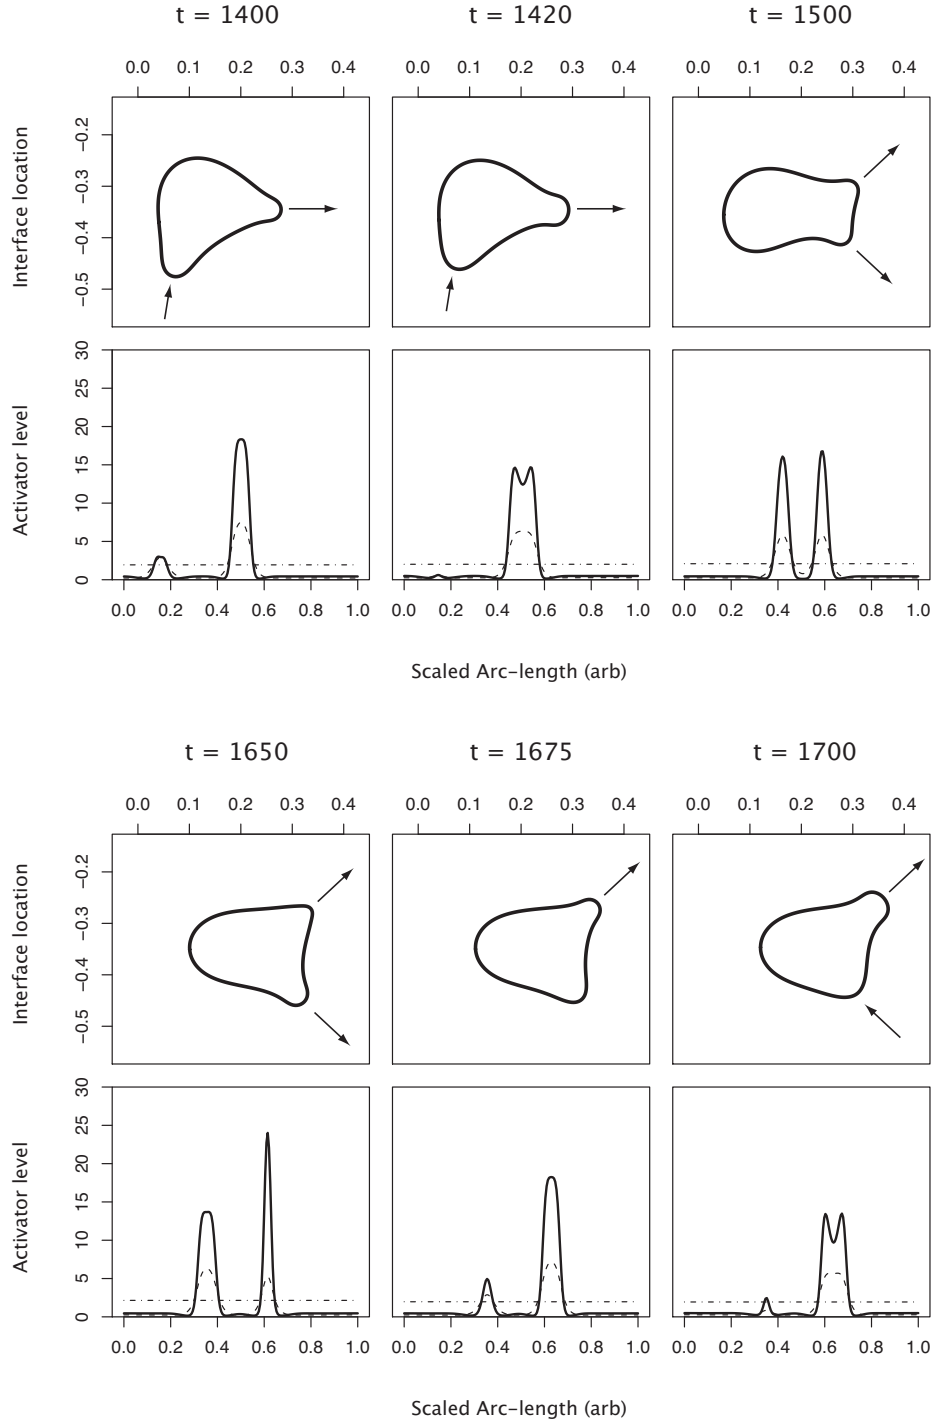 t = 1400 t = 1420 t = 1500
0.0 0.1 0.2 0.3 0.4 0.0 0.1 0.2 0.3 0.4 0.0 0.1 0.2 0.3 0.4
Interface location
−0.2
−0.3
−0.4
−0.5
Activator level
30
25
20
15
10
5
0
0.0 0.2 0.4 0.6 0.8 1.0 0.0 0.2 0.4 0.6 0.8 1.0 0.0 0.2 0.4 0.6 0.8 1.0
Scaled Arc−length (arb)
t = 1650 t = 1675 t = 1700
0.0 0.1 0.2 0.3 0.4 0.0 0.1 0.2 0.3 0.4 0.0 0.1 0.2 0.3 0.4
Interface location
−0.2
−0.3
−0.4
−0.5
Activator level
30
25
20
15
10
5
0
0.0 0.2 0.4 0.6 0.8 1.0 0.0 0.2 0.4 0.6 0.8 1.0 0.0 0.2 0.4 0.6 0.8 1.0
Scaled Arc−length (arb)